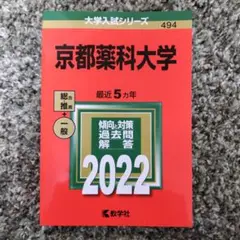 大学入試シリーズ
494
京都薬科大学
最近5カ年
総合 推薦
+
一般
傾向と対策
過去問
解答
2022
教学社